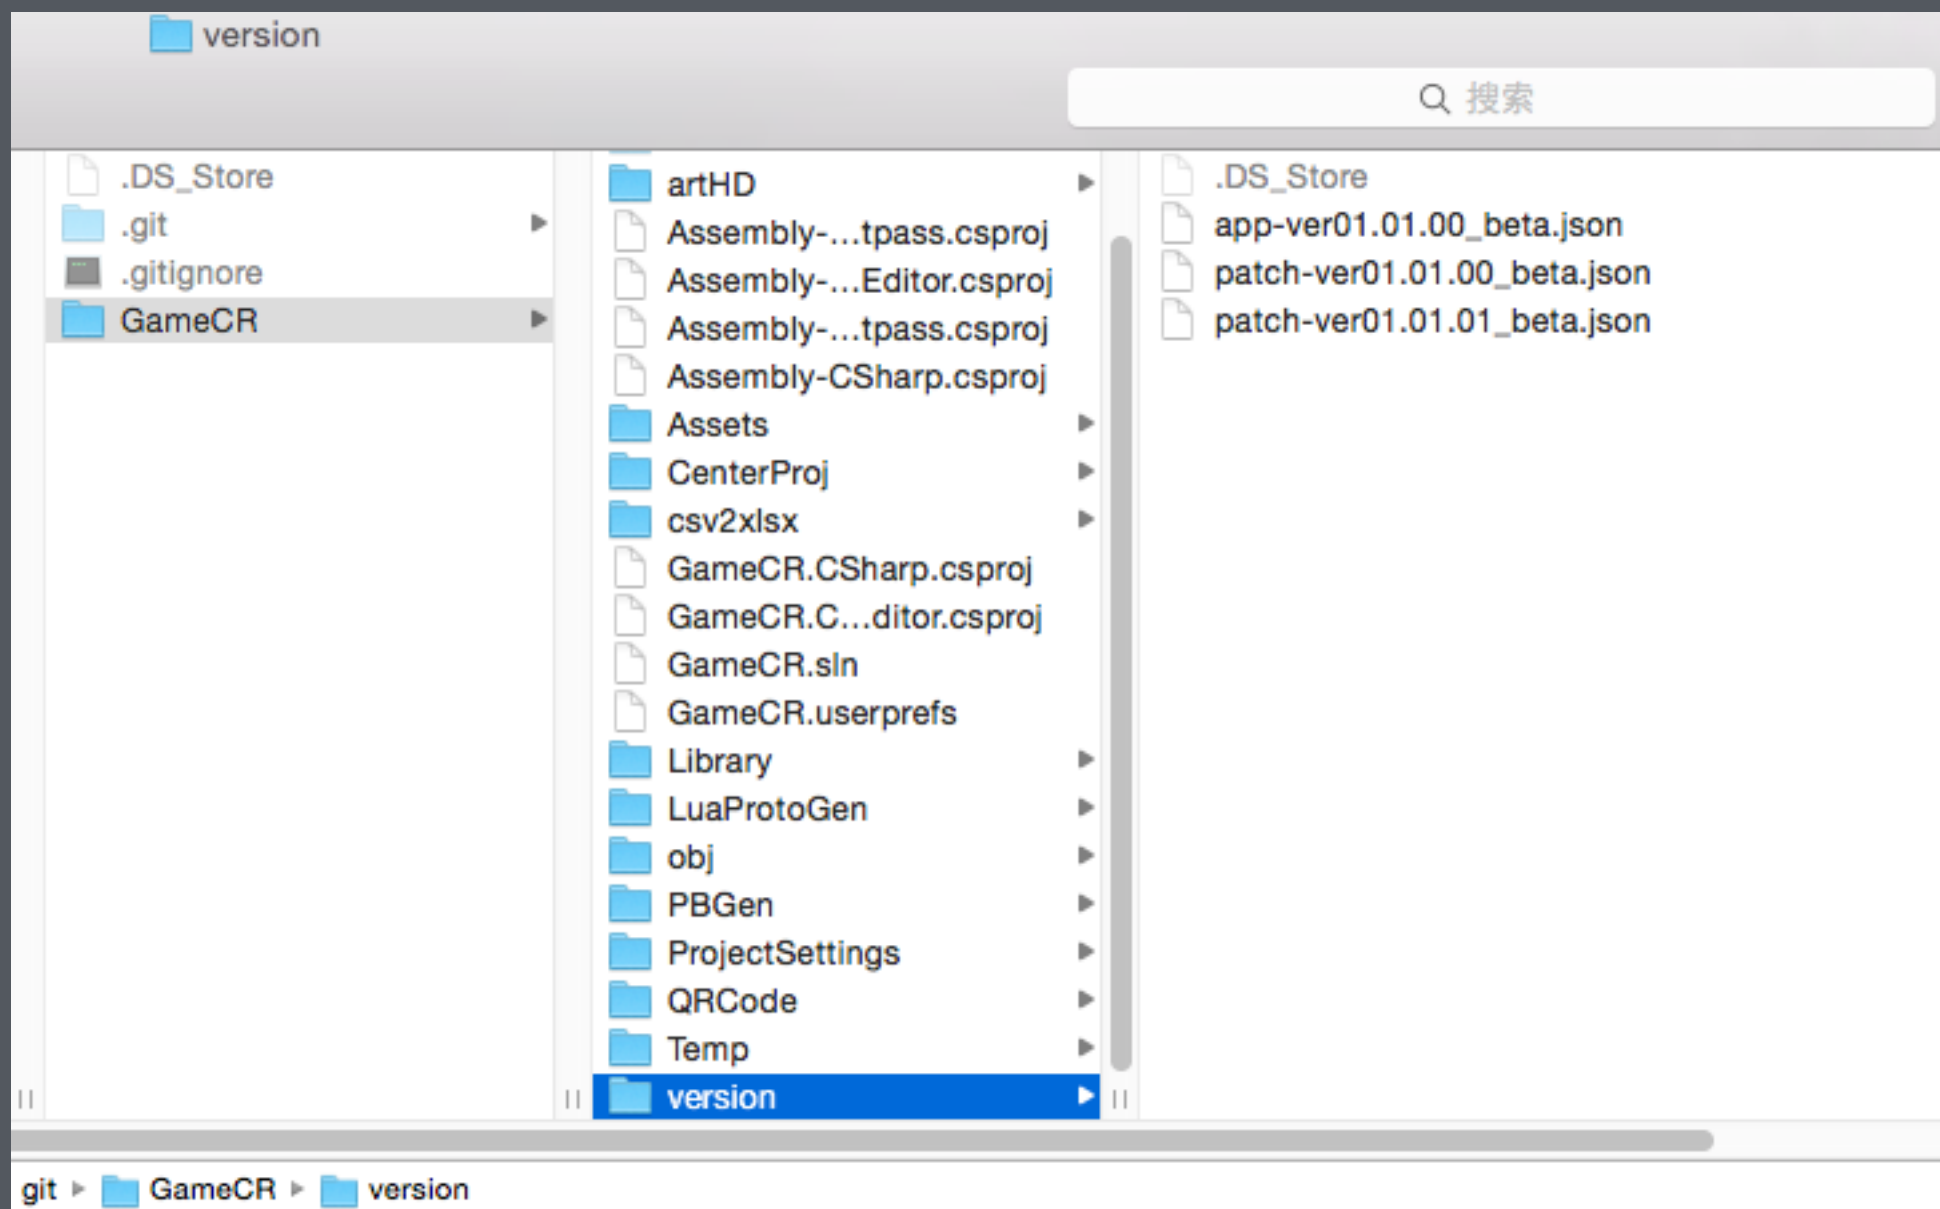 version
搜索
.DS_Store
.git
.gitignore
GameCR
artHD
Assembly-...tpass.csproj
Assembly-...Editor.csproj
Assembly-...tpass.csproj
Assembly-CSharp.csproj
Assets
CenterProj
csv2xlsx
GameCR.CSharp.csproj
GameCR.C...ditor.csproj
GameCR.sln
GameCR.userprefs
Library
LuaProtoGen
obj
PBGen
ProjectSettings
QRCode
Temp
version
.DS_Store
app-ver01.01.00_beta.json
patch-ver01.01.00_beta.json
patch-ver01.01.01_beta.json
git GameCR version